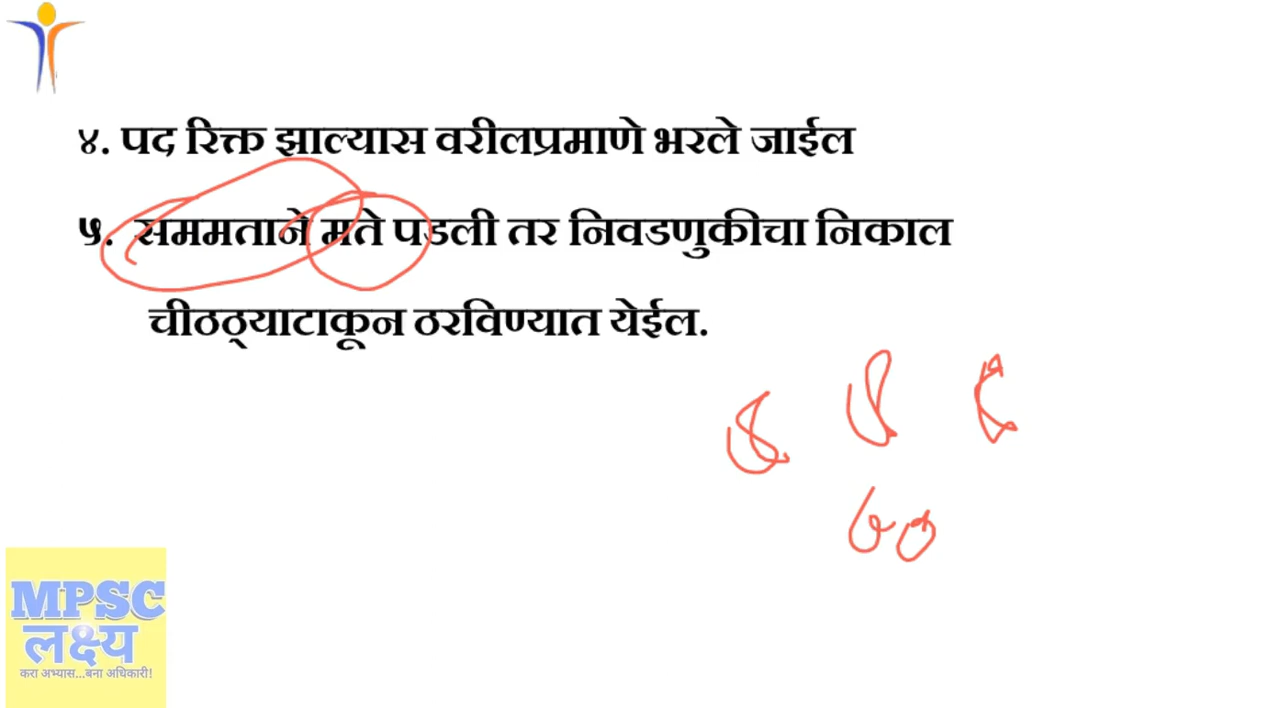 ४. पद रिक्त झाल्यास वरीलप्रमाणे भरले जाईल
५. सममताने मते पडली तर निवडणुकीचा निकाल
चीठठ्याटाकून ठरविण्यात येईल.
MPSC
लक्ष्य
करा अभ्यास...बना अधिकारी!